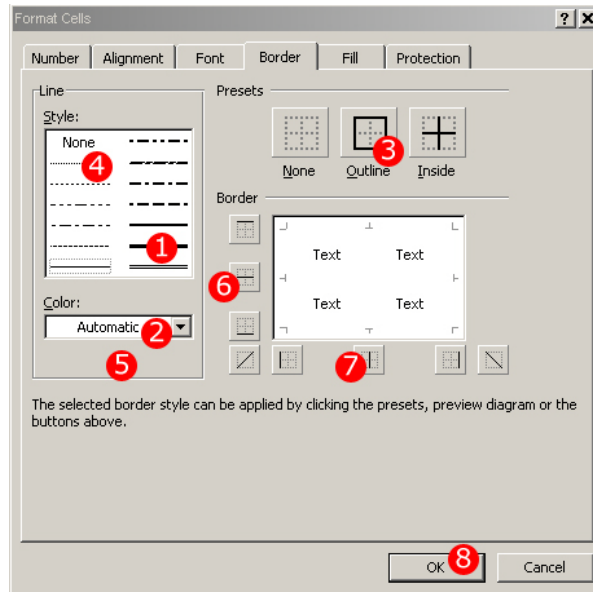 Format Cells
? X
Number Alignment Font Border Fill Protection
Line
Presets
Style:
None
4
1
3
None Outline Inside
Border
Text Text
6
Text Text
Color:
Automatic 2
5
7
The selected border style can be applied by clicking the presets, preview diagram or the
buttons above.
OK 8 Cancel